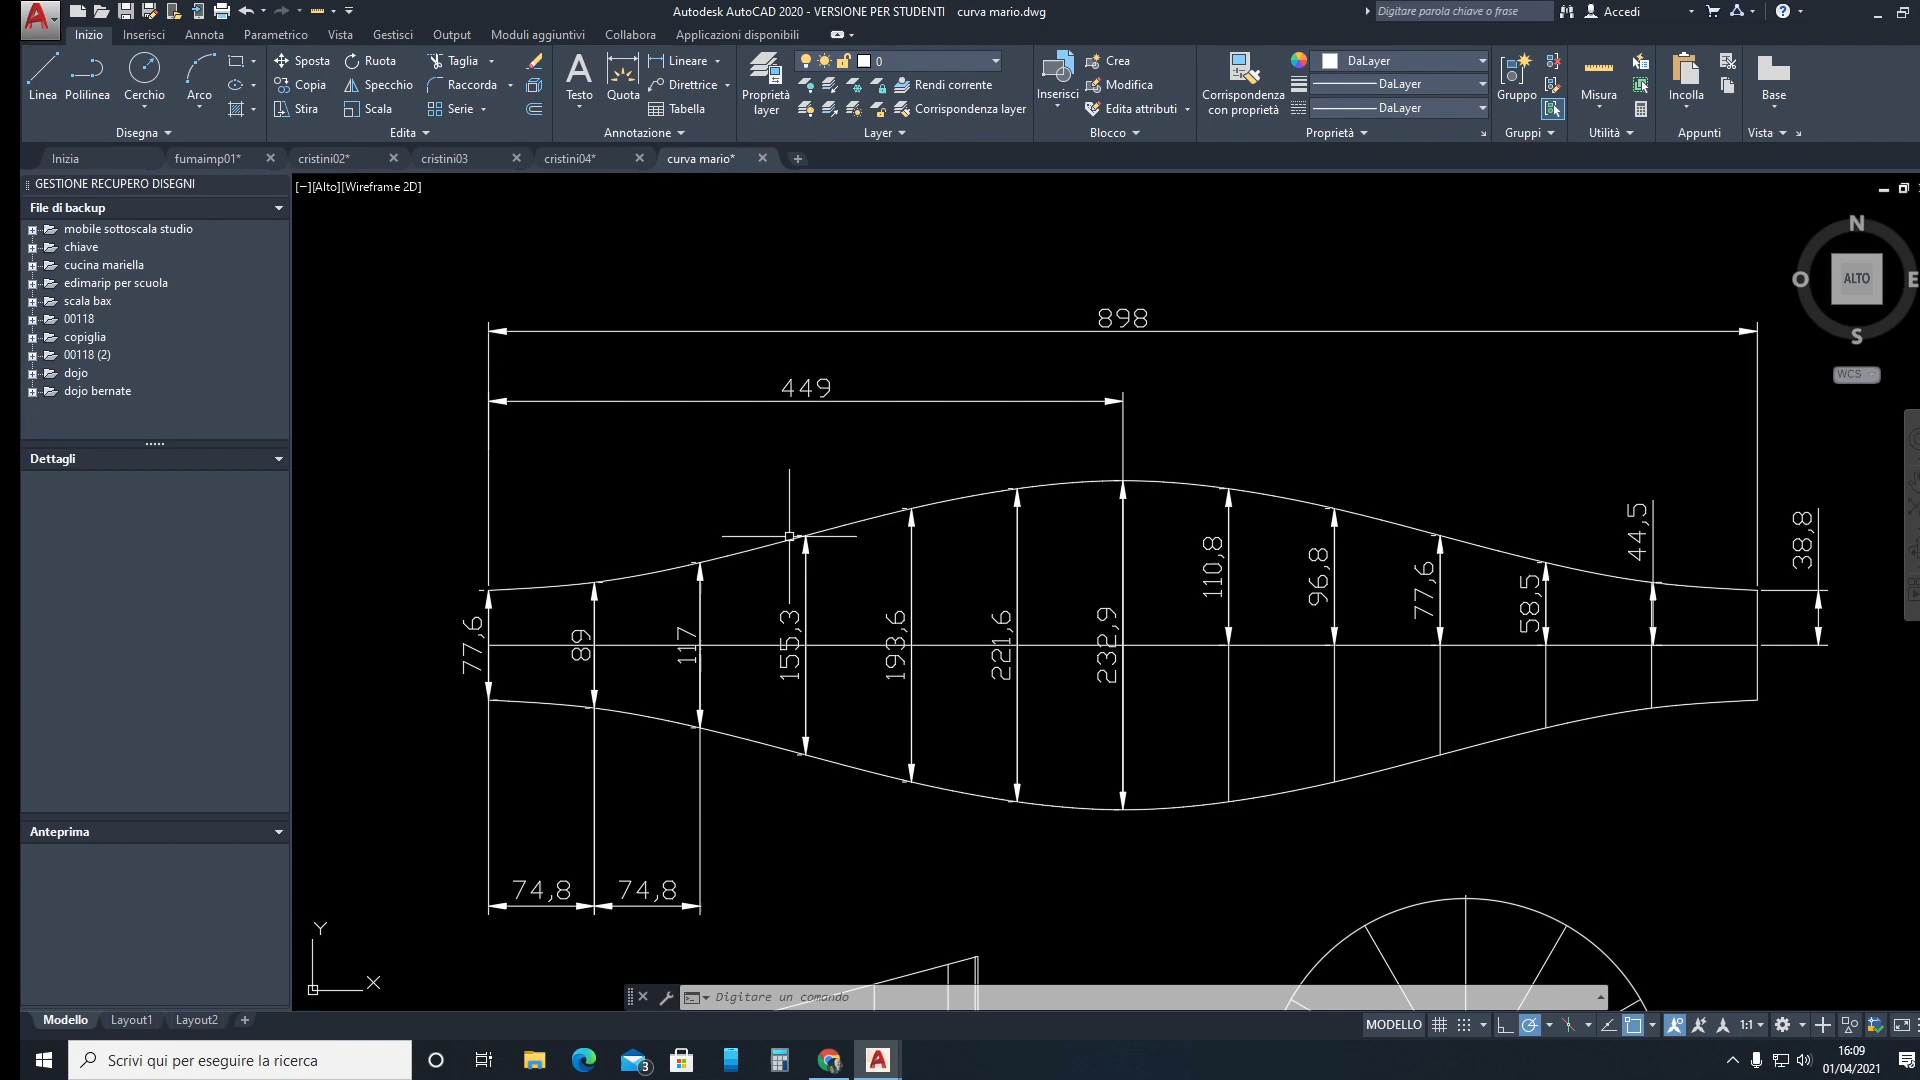 Autodesk AutoCAD 2020 - VERSIONE PER STUDENTI curva mario.dwg
Digitare parola chiave o frase
Accedi
Inizio Inserisci Annota Parametrico Vista Gestisci Output Moduli aggiuntivi Collabora Applicazioni disponibili
Linea Polilinea Cerchio Arco
Sposta Ruota Taglia
Copia Specchio Raccorda
Stira Scala Serie
Testo Quota
Lineare
Direttrice
Tabella
Proprietà
layer
0
Rendi corrente
Corrispondenza layer
Inserisci
Crea
Modifica
Edita attributi
Corrispondenza
con proprietà
DaLayer
DaLayer
DaLayer
Gruppo
Misura
Incolla
Base
Disegna Edita Annotazione Layer Blocco Proprietà Gruppi Utilità Appunti Vista
Inizia fumaimp01* cristini02* cristini03 cristini04* curva mario*
GESTIONE RECUPERO DISEGNI
File di backup
mobile sottoscala studio
chiave
cucina mariella
edimarip per scuola
scala bax
00118
copiglia
00118 (2)
dojo
dojo bernate
Dettagli
Anteprima
[−][Alto][Wireframe 2D]
N
O ALTO E
S
WCS
898
449
77,6
89
117
155,3
193,6
221,6
232,9
110,8
96,8
77,6
58,5
44,5
38,8
74,8 74,8
Y
X
Digitare un comando
Modello Layout1 Layout2
MODELLO
1:1
Scrivi qui per eseguire la ricerca
3
16:09
01/04/2021